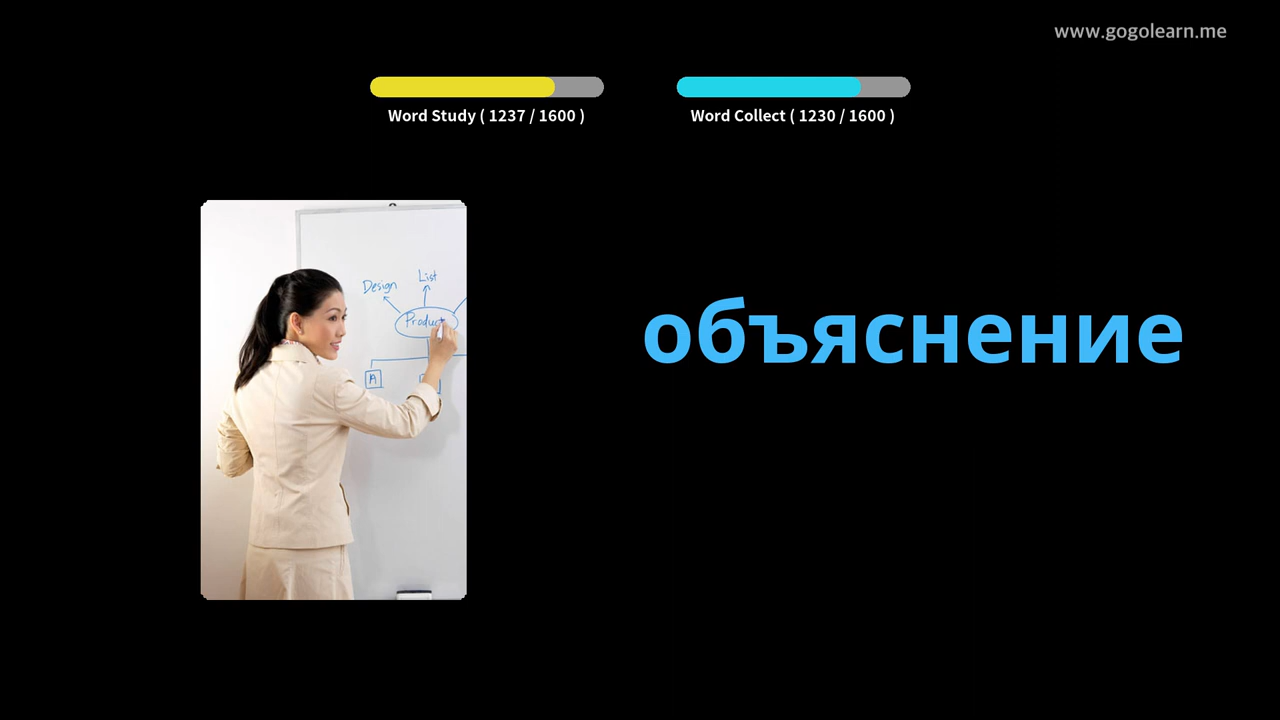 www.gogolearn.me
Word Study ( 1237 / 1600 )
Word Collect ( 1230 / 1600 )
List
Design
Product
A
объяснение